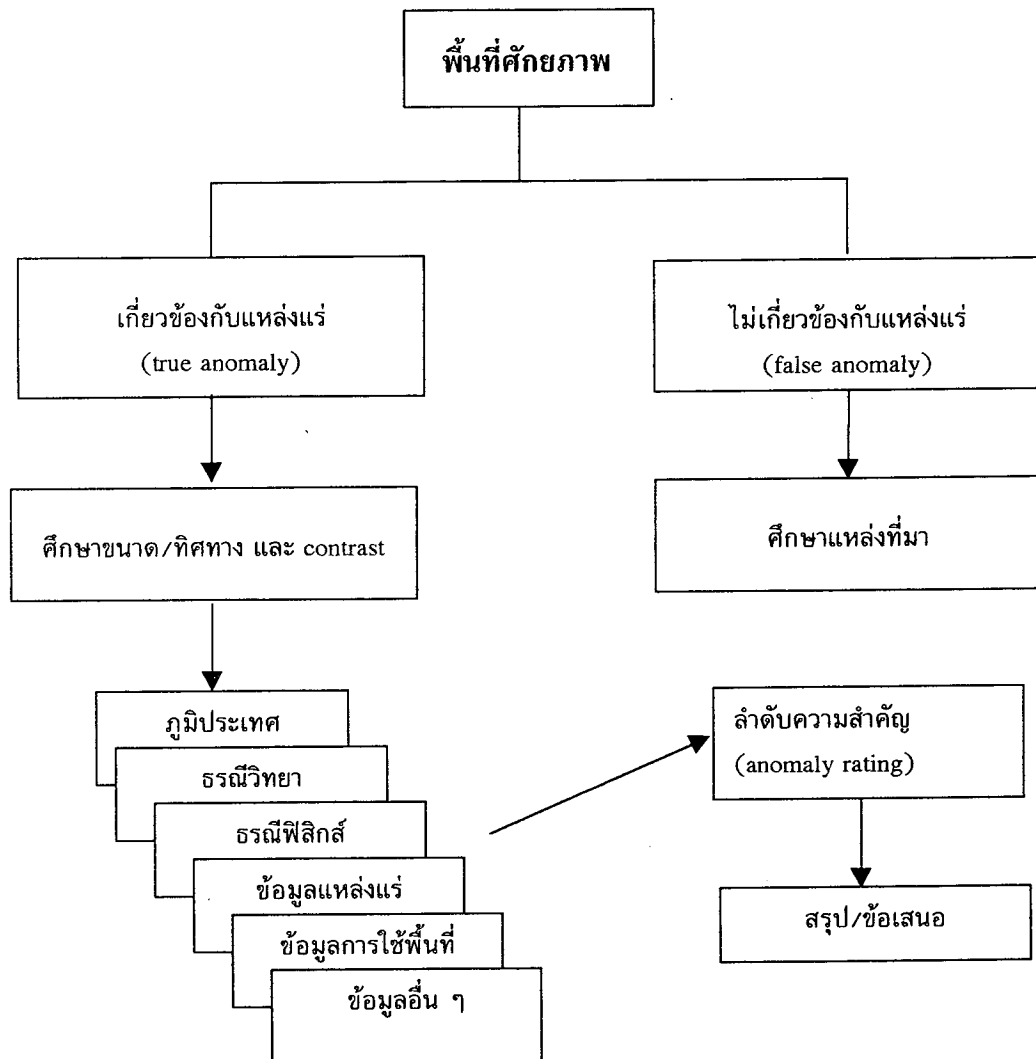 พื้นที่ศักยภาพ
เกี่ยวข้องกับแหล่งแร่
(true anomaly)
ไม่เกี่ยวข้องกับแหล่งแร่
(false anomaly)
ศึกษาขนาด/ทิศทาง และ contrast
ศึกษาแหล่งที่มา
ภูมิประเทศ
ธรณีวิทยา
ธรณีฟิสิกส์
ข้อมูลแหล่งแร่
ข้อมูลการใช้พื้นที่
ข้อมูลอื่น ๆ
ลำดับความสำคัญ
(anomaly rating)
สรุป/ข้อเสนอ